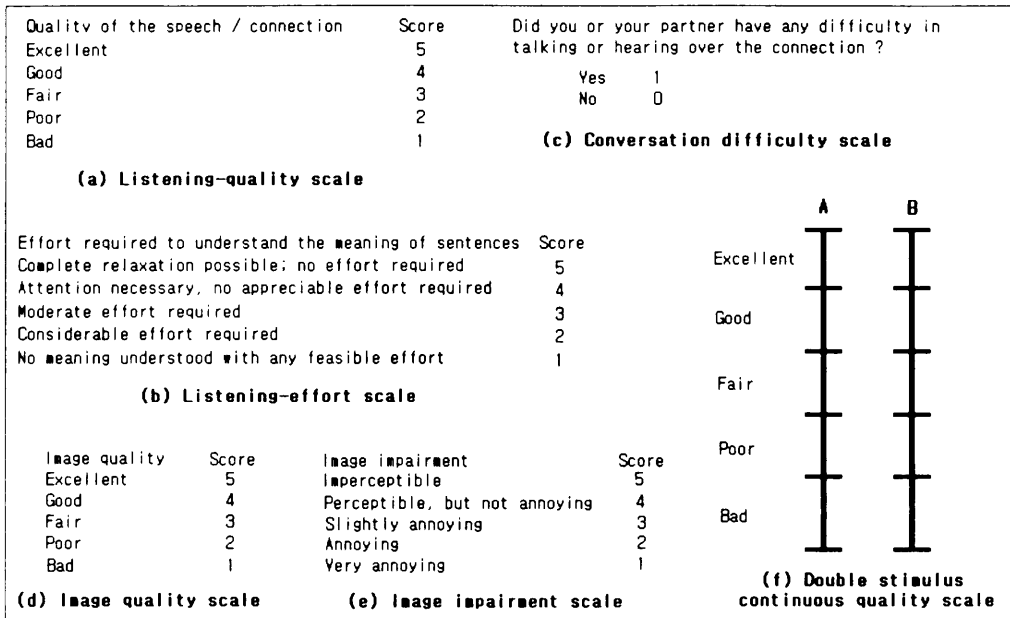 Quality of the speech / connection Score
Excellent 5
Good 4
Fair 3
Poor 2
Bad 1
(a) Listening-quality scale
Did you or your partner have any difficulty in
talking or hearing over the connection ?
Yes 1
No 0
(c) Conversation difficulty scale
Effort required to understand the meaning of sentences Score
Complete relaxation possible; no effort required 5
Attention necessary, no appreciable effort required 4
Moderate effort required 3
Considerable effort required 2
No meaning understood with any feasible effort 1
(b) Listening-effort scale
Image quality Score
Excellent 5
Good 4
Fair 3
Poor 2
Bad 1
(d) Image quality scale
Image impairment Score
Imperceptible 5
Perceptible, but not annoying 4
Slightly annoying 3
Annoying 2
Very annoying 1
(e) Image impairment scale
A B
Excellent
Good
Fair
Poor
Bad
(f) Double stimulus
continuous quality scale